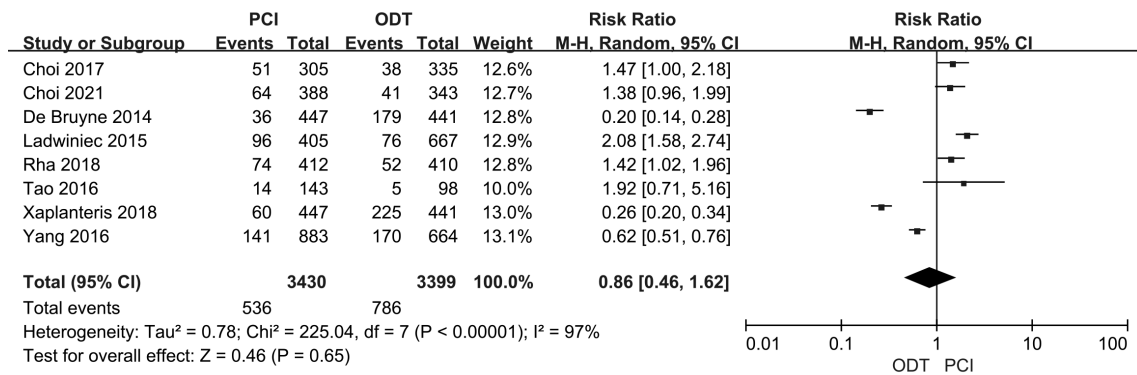 PCI ODT Risk Ratio Risk Ratio
Study or Subgroup Events Total Events Total Weight M-H, Random, 95% CI M-H, Random, 95% CI
Choi 2017 51 305 38 335 12.6% 1.47 [1.00, 2.18]
Choi 2021 64 388 41 343 12.7% 1.38 [0.96, 1.99]
De Bruyne 2014 36 447 179 441 12.8% 0.20 [0.14, 0.28]
Ladwiniec 2015 96 405 76 667 12.9% 2.08 [1.58, 2.74]
Rha 2018 74 412 52 410 12.8% 1.42 [1.02, 1.96]
Tao 2016 14 143 5 98 10.0% 1.92 [0.71, 5.16]
Xaplanteris 2018 60 447 225 441 13.0% 0.26 [0.20, 0.34]
Yang 2016 141 883 170 664 13.1% 0.62 [0.51, 0.76]
Total (95% CI) 3430 3399 100.0% 0.86 [0.46, 1.62]
Total events 536 786
Heterogeneity: Tau² = 0.78; Chi² = 225.04, df = 7 (P < 0.00001); I² = 97%
Test for overall effect: Z = 0.46 (P = 0.65)
0.01 0.1 1 10 100
ODT PCI